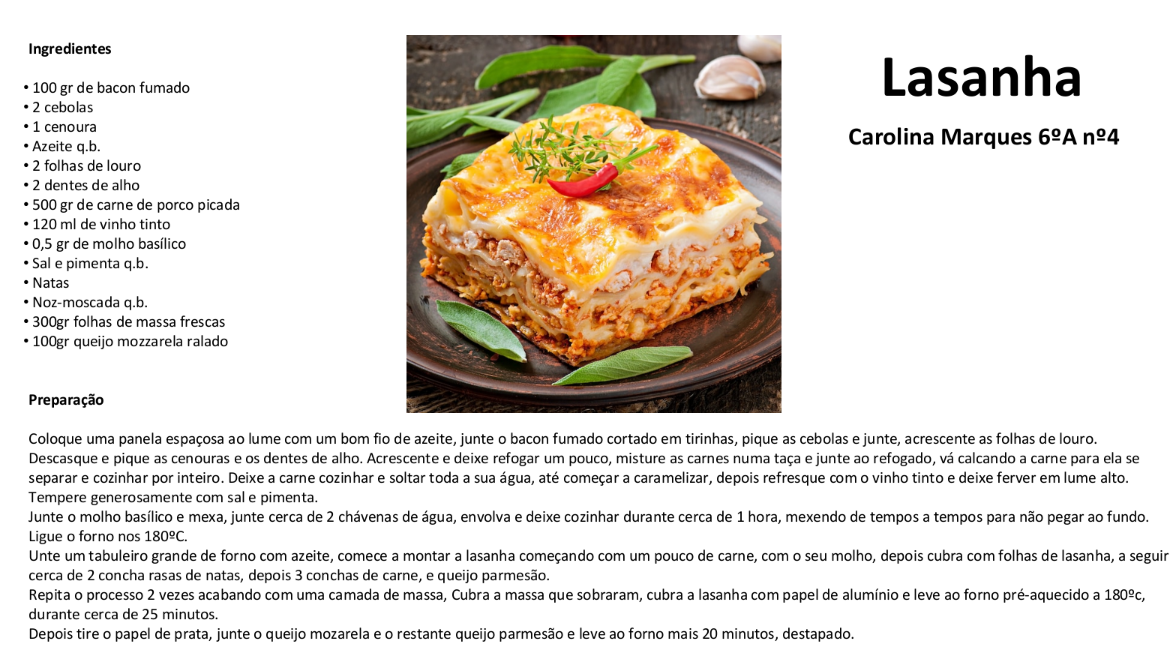 Lasanha
Carolina Marques 6ºA nº4
Ingredientes
• 100 gr de bacon fumado
• 2 cebolas
• 1 cenoura
• Azeite q.b.
• 2 folhas de louro
• 2 dentes de alho
• 500 gr de carne de porco picada
• 120 ml de vinho tinto
• 0,5 gr de molho basílico
• Sal e pimenta q.b.
• Natas
• Noz-moscada q.b.
• 300gr folhas de massa frescas
• 100gr queijo mozzarela ralado
Preparação
Coloque uma panela espaçosa ao lume com um bom fio de azeite, junte o bacon fumado cortado em tirinhas, pique as cebolas e junte, acrescente as folhas de louro.
Descasque e pique as cenouras e os dentes de alho. Acrescente e deixe refogar um pouco, misture as carnes numa taça e junte ao refogado, vá calcando a carne para ela se
separar e cozinhar por inteiro. Deixe a carne cozinhar e soltar toda a sua água, até começar a caramelizar, depois refresque com o vinho tinto e deixe ferver em lume alto.
Tempere generosamente com sal e pimenta.
Junte o molho basílico e mexa, junte cerca de 2 chávenas de água, envolva e deixe cozinhar durante cerca de 1 hora, mexendo de tempos a tempos para não pegar ao fundo.
Ligue o forno nos 180ºC.
Unte um tabuleiro grande de forno com azeite, comece a montar a lasanha começando com um pouco de carne, com o seu molho, depois cubra com folhas de lasanha, a seguir
cerca de 2 concha rasas de natas, depois 3 conchas de carne, e queijo parmesão.
Repita o processo 2 vezes acabando com uma camada de massa, Cubra a massa que sobraram, cubra a lasanha com papel de alumínio e leve ao forno pré-aquecido a 180ºc,
durante cerca de 25 minutos.
Depois tire o papel de prata, junte o queijo mozarela e o restante queijo parmesão e leve ao forno mais 20 minutos, destapado.